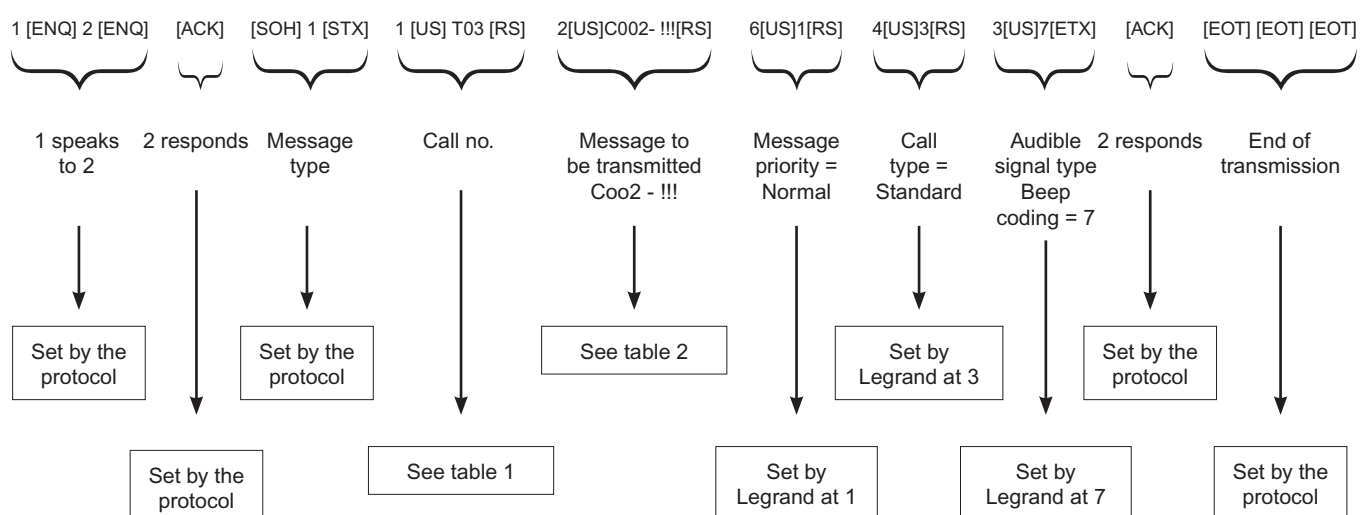 1 [ENQ] 2 [ENQ] [ACK] [SOH] 1 [STX] 1 [US] T03 [RS] 2[US]C002- !!![RS] 6[US]1[RS] 4[US]3[RS] 3[US]7[ETX] [ACK] [EOT] [EOT] [EOT]
1 speaks
to 2
2 responds
Message
type
Call no.
Message to
be transmitted
Coo2 - !!!
Message
priority =
Normal
Call
type =
Standard
Audible
signal type
Beep
coding = 7
2 responds
End of
transmission
Set by the
protocol
Set by the
protocol
See table 2
Set by
Legrand at 3
Set by the
protocol
Set by the
protocol
See table 1
Set by
Legrand at 1
Set by
Legrand at 7
Set by the
protocol